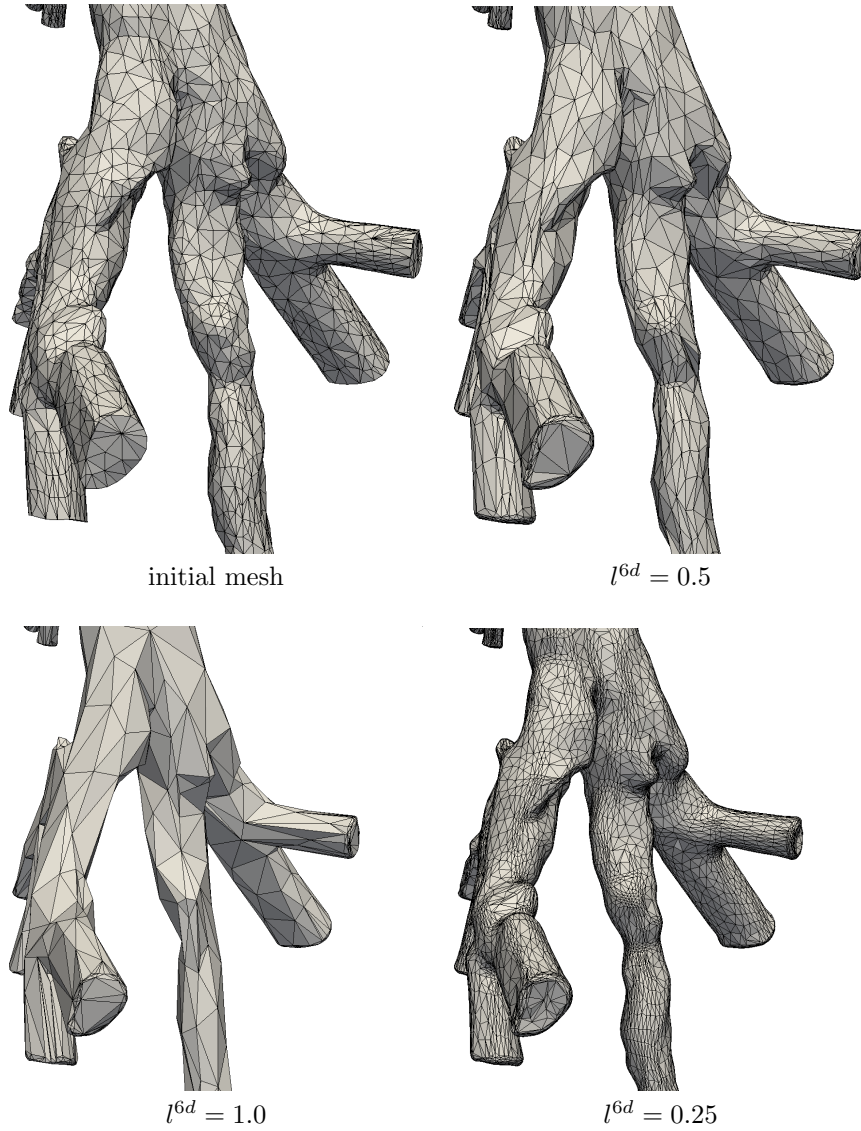 initial mesh
l^{6d} = 0.5
l^{6d} = 1.0
l^{6d} = 0.25